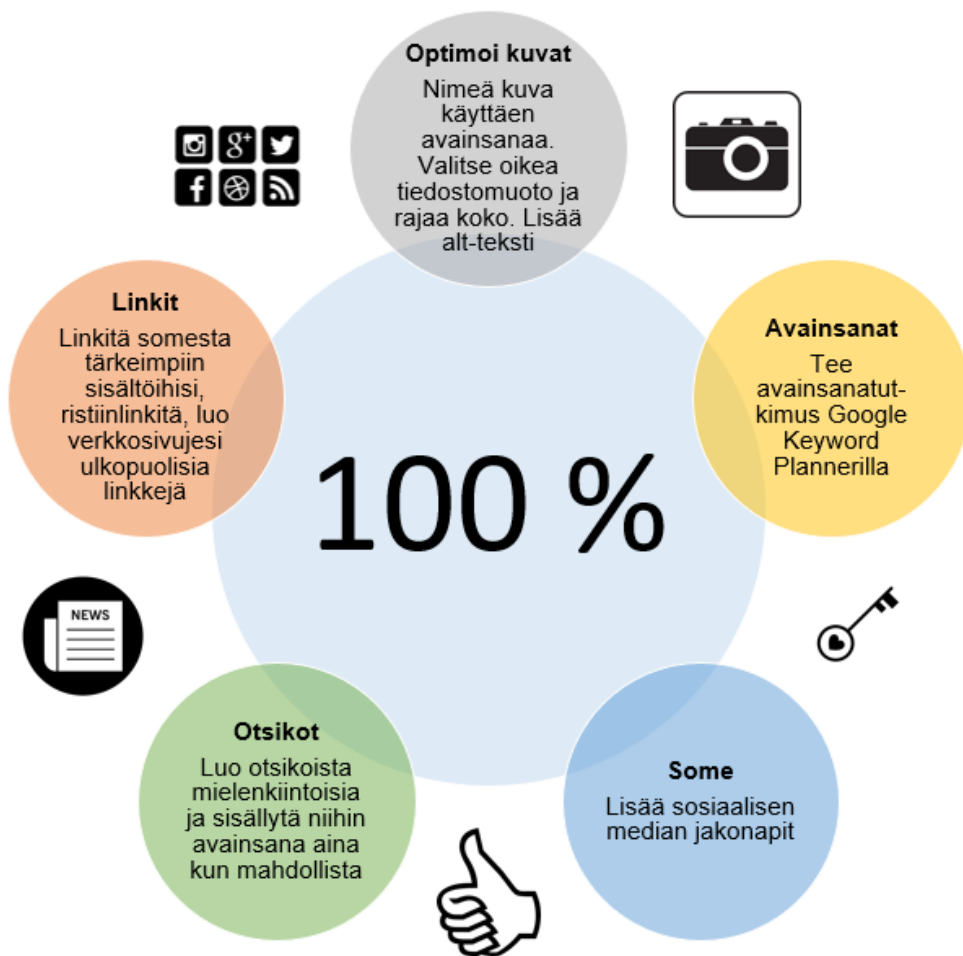 Optimoi kuvat
Nimeä kuva
käyttäen
avainsanaa.
Valitse oikea
tiedostomuoto ja
rajaa koko. Lisää
alt-teksti
g+
f
Linkit
Linkitä somesta
tärkeimpiin
sisältöihisi,
ristiinlinkitä, luo
verkkosivujesi
ulkopuolisia
linkkejä
Avainsanat
Tee
avainsanatut-
kimus Google
Keyword
Plannerilla
100 %
NEWS
Otsikot
Luo otsikoista
mielenkiintoisia
ja sisällytä niihin
avainsana aina
kun mahdollista
Some
Lisää sosiaalisen
median jakonapit